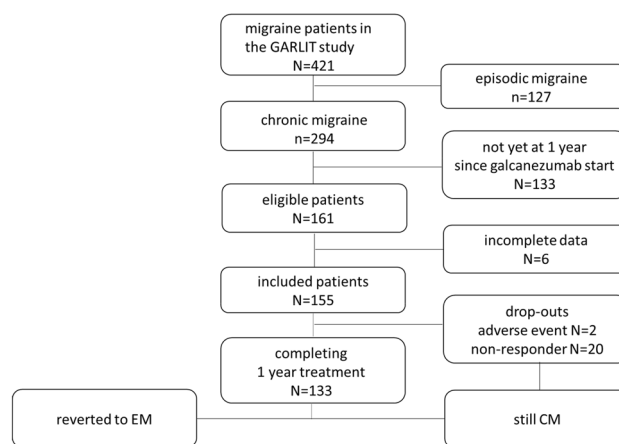 migraine patients in
the GARLIT study
N=421
episodic migraine
n=127
chronic migraine
n=294
not yet at 1 year
since galcanezumab start
N=133
eligible patients
N=161
incomplete data
N=6
included patients
N=155
drop-outs
adverse event N=2
non-responder N=20
completing
1 year treatment
N=133
reverted to EM
still CM